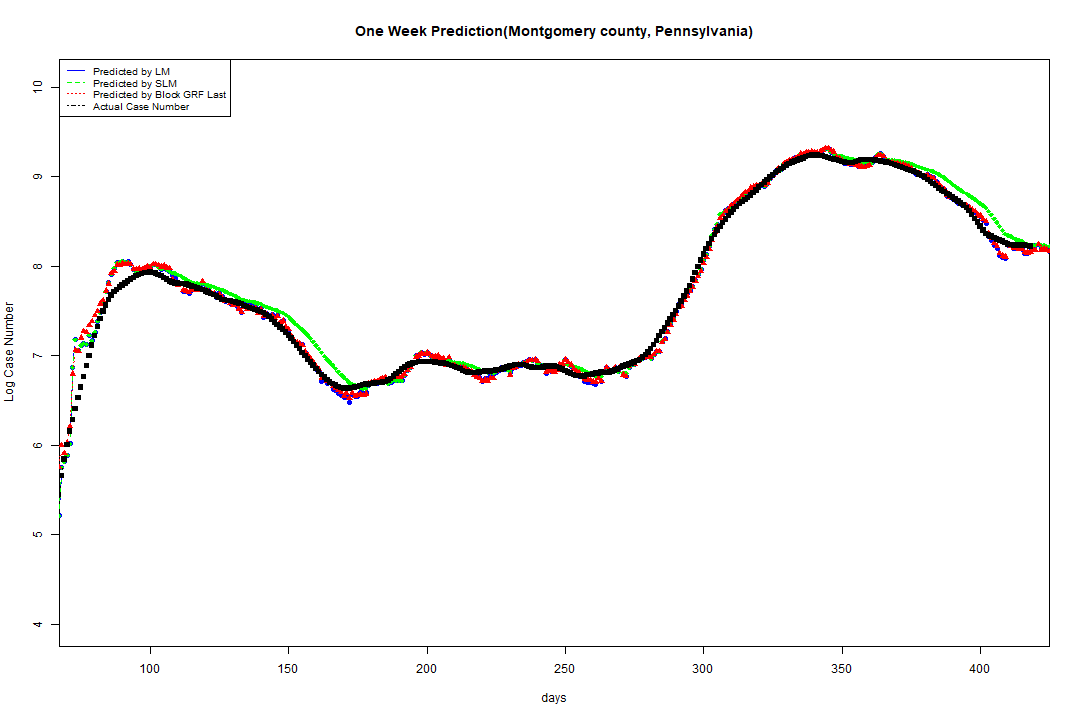 One Week Prediction(Montgomery county, Pennsylvania)
Predicted by LM
Predicted by SLM
Predicted by Block GRF Last
Actual Case Number
10
9
8
7
6
5
4
Log Case Number
100 150 200 250 300 350 400
days